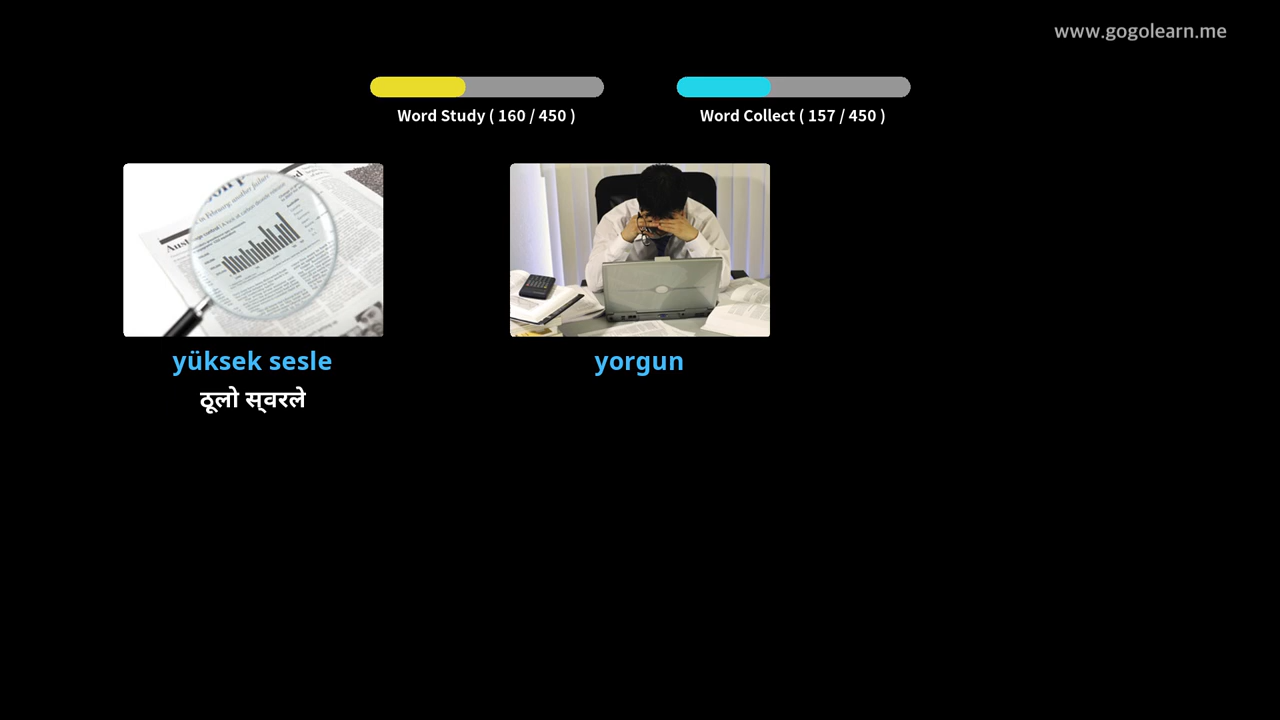 www.gogolearn.me
Word Study ( 160 / 450 )
Word Collect ( 157 / 450 )
yüksek sesle
yorgun
ठूलो स्वरले